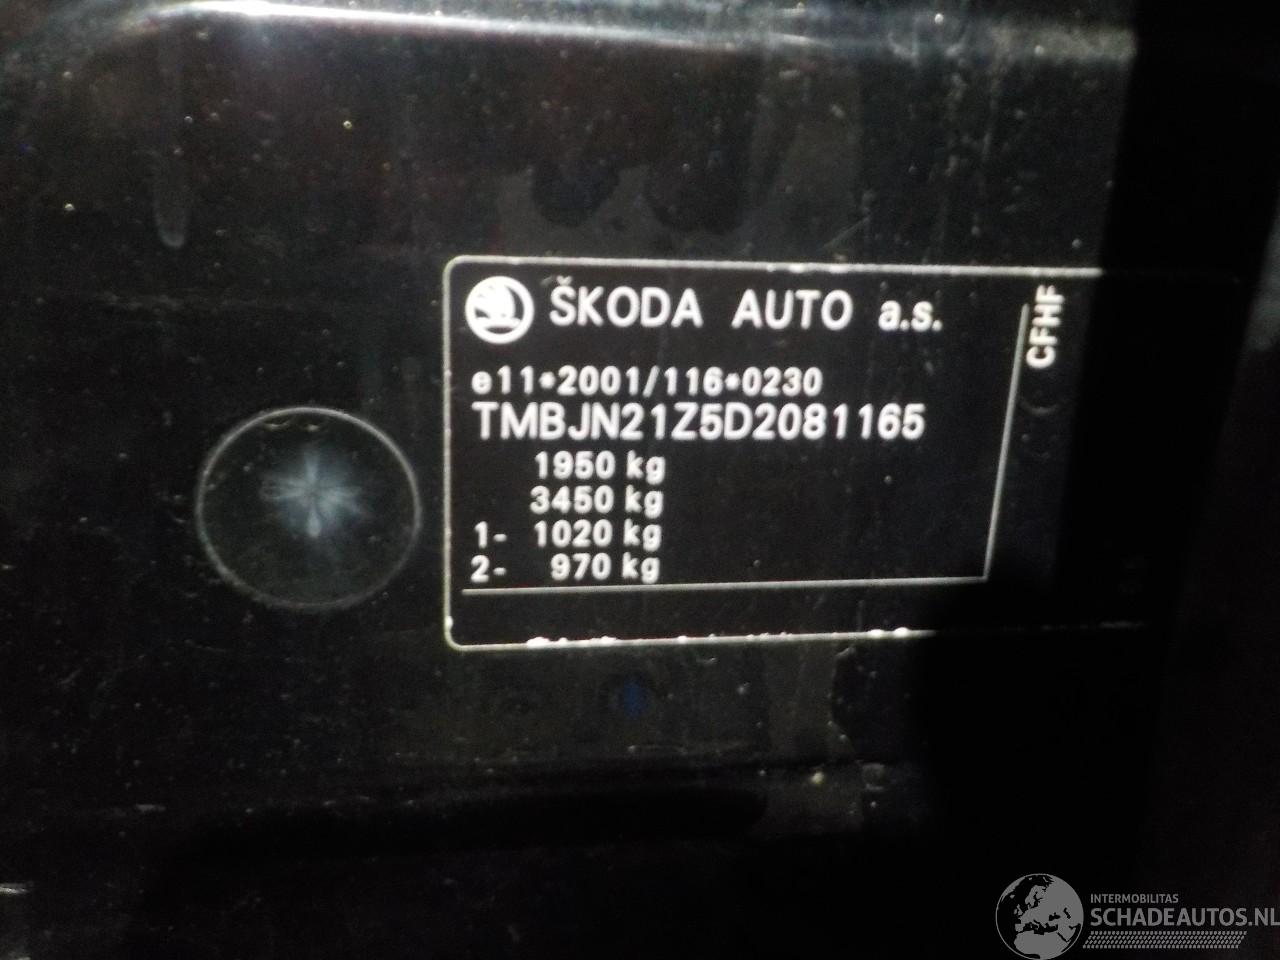 ŠKODA AUTO a.s.
CFHF
e11*2001/116*0230
TMBJN21Z5D2081165
1950 kg
3450 kg
1- 1020 kg
2- 970 kg
INTERMOBILITAS
SCHADEAUTOS.NL